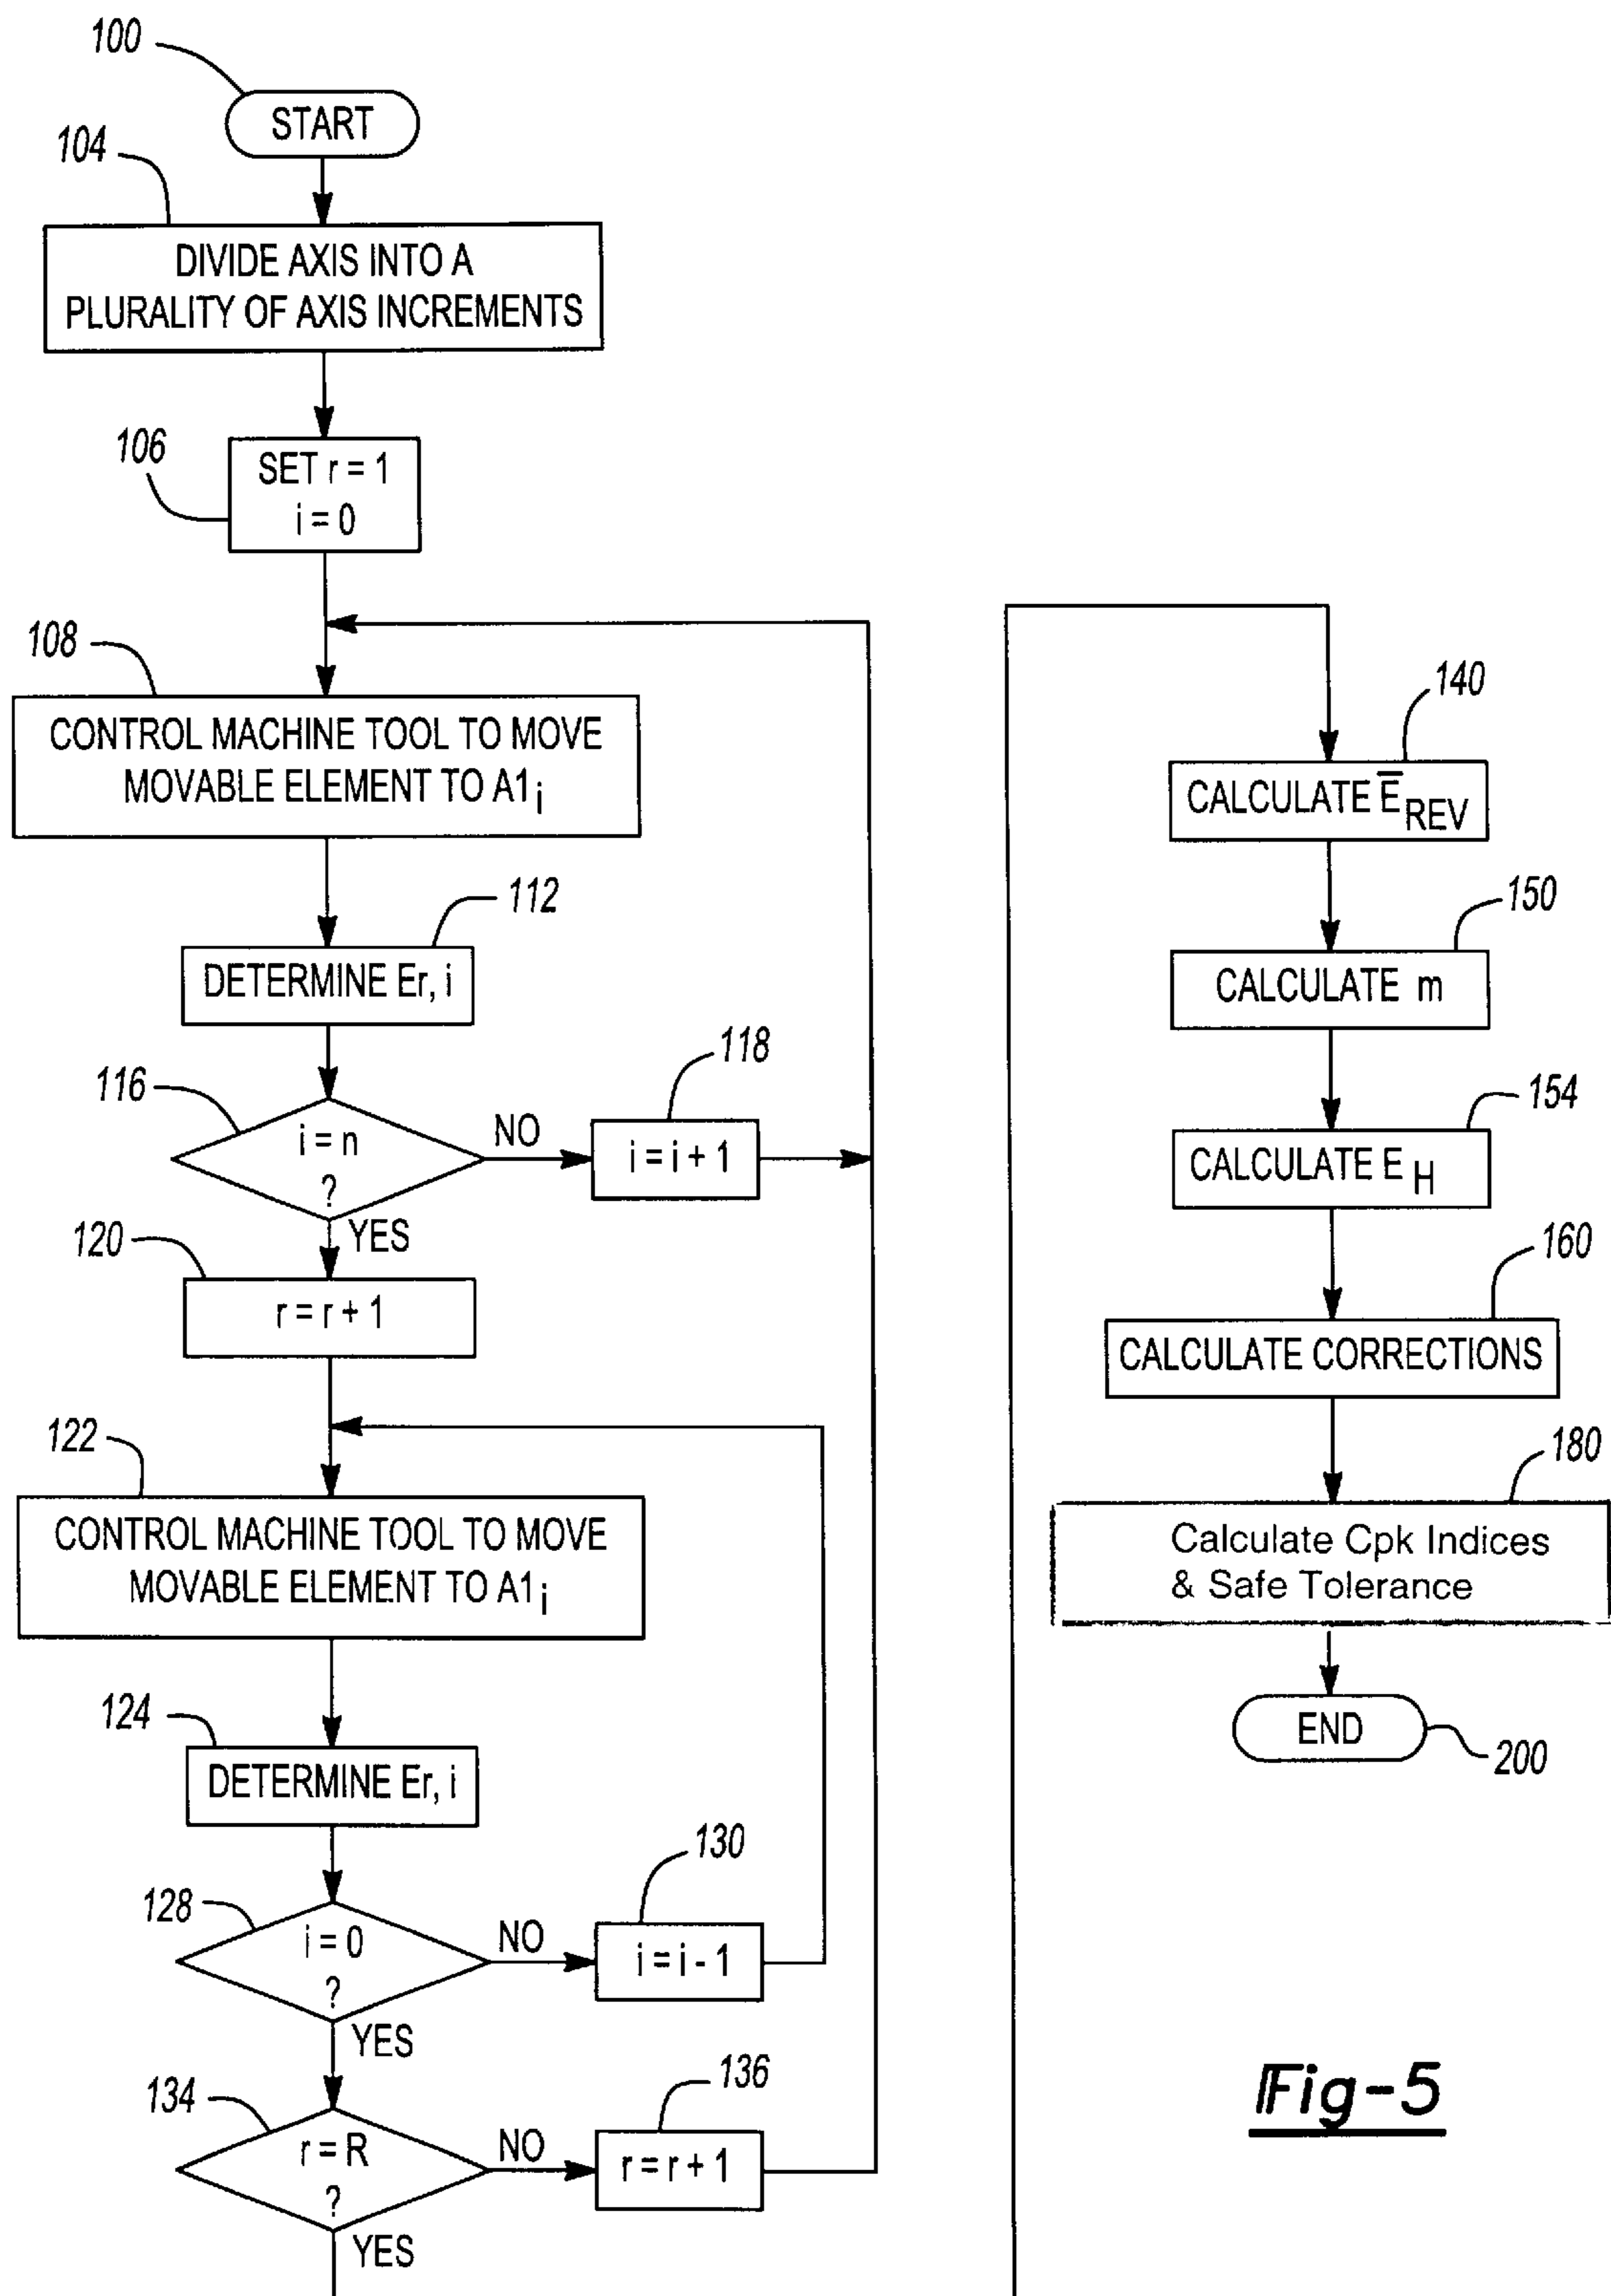 100
START
104
DIVIDE AXIS INTO A
PLURALITY OF AXIS INCREMENTS
106
SET r = 1
i = 0
108
CONTROL MACHINE TOOL TO MOVE
MOVABLE ELEMENT TO A1i
112
DETERMINE Er, i
116
i = n
?
NO
118
i = i + 1
YES
120
r = r + 1
122
CONTROL MACHINE TOOL TO MOVE
MOVABLE ELEMENT TO A1i
124
DETERMINE Er, i
128
i = 0
?
NO
130
i = i - 1
YES
134
r = R
?
NO
136
r = r + 1
YES
140
CALCULATE E̅REV
150
CALCULATE m
154
CALCULATE EH
160
CALCULATE CORRECTIONS
180
Calculate Cpk Indices
& Safe Tolerance
END
200
Fig-5